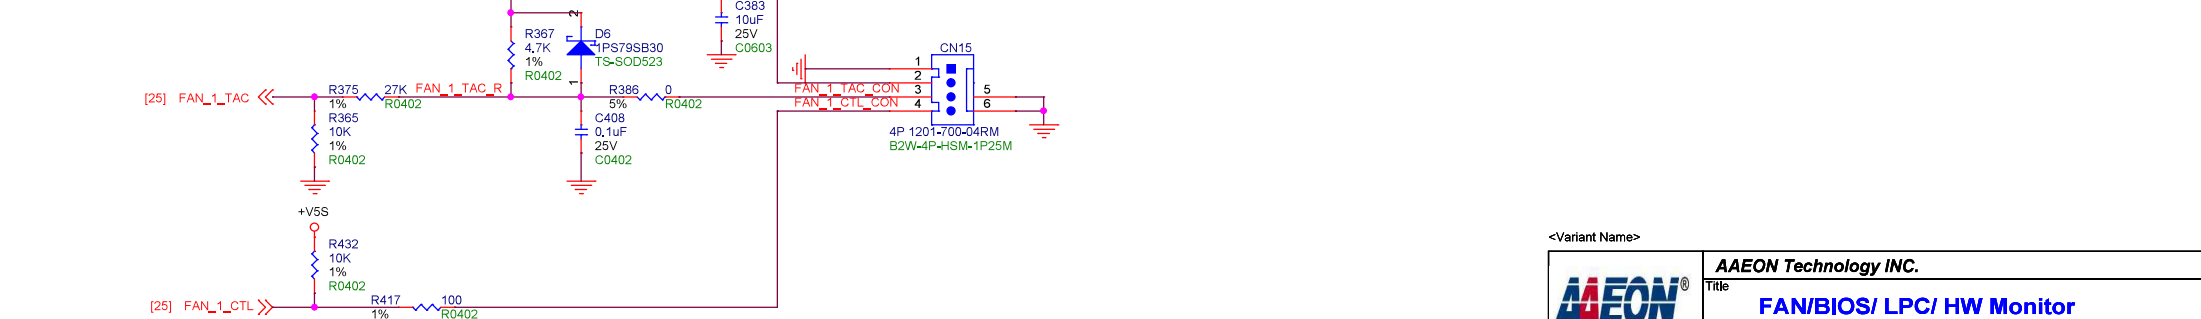 C383
10uF
25V
C0603
2
R367
4.7K
1%
R0402
D6
1PS79SB30
TS-SOD523
1
CN15
1
2
3
4
5
6
[25] FAN_1_TAC
R375 27K
1% R0402
FAN_1_TAC_R
R386 0
5% R0402
FAN_1_TAC_CON
FAN_1_CTL_CON
R365
10K
1%
R0402
C408
0.1uF
25V
C0402
4P 1201-700-04RM
B2W-4P-HSM-1P25M
+V5S
R432
10K
1%
R0402
[25] FAN_1_CTL
R417 100
1% R0402
<Variant Name>
AAEON®
AAEON Technology INC.
Title
FAN/BIOS/ LPC/ HW Monitor